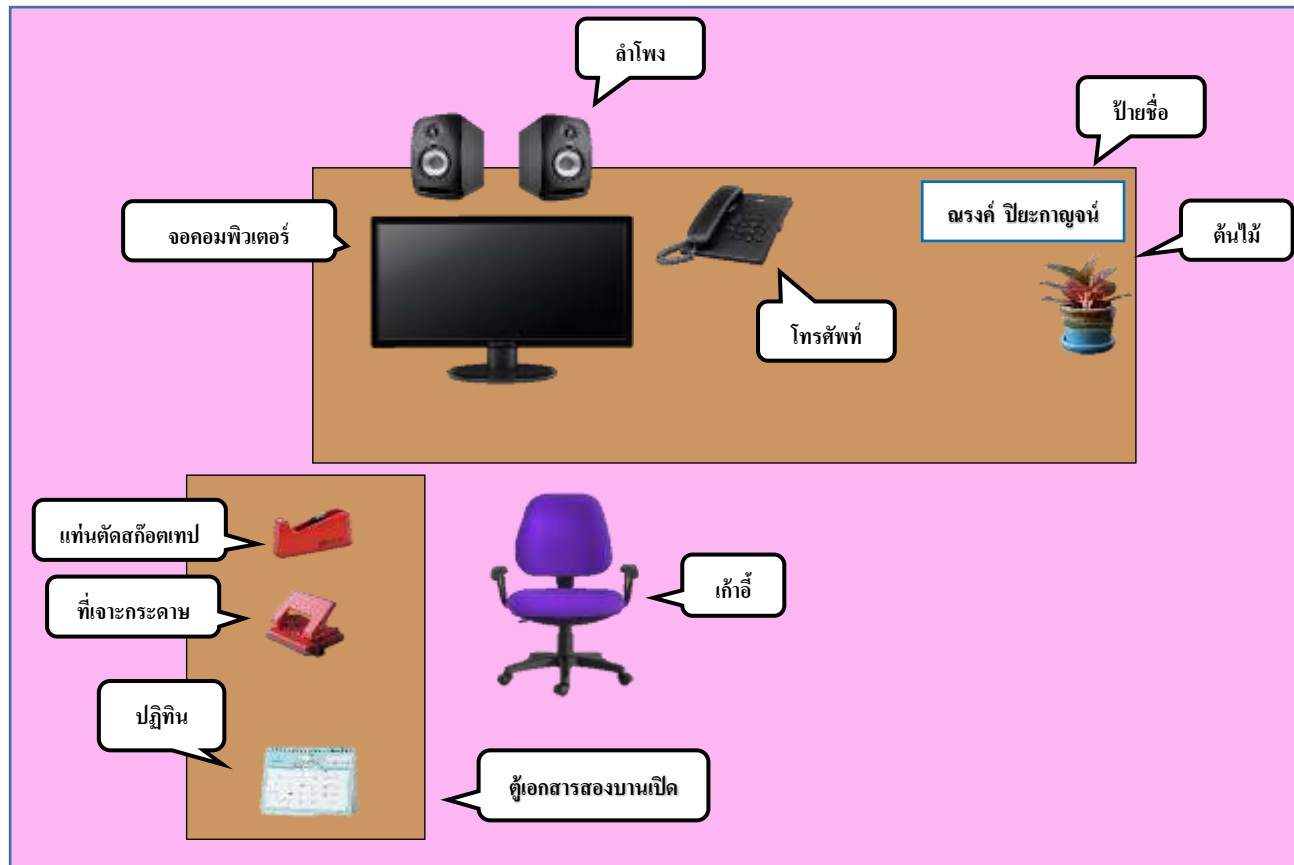 ลำโพง
ป้ายชื่อ
ณรงค์ ปิยะกาญจน์
จอคอมพิวเตอร์
ต้นไม้
โทรศัพท์
แท่นตัดสก๊อตเทป
เก้าอี้
ที่เจาะกระดาษ
ปฏิทิน
ตู้เอกสารสองบานเปิด